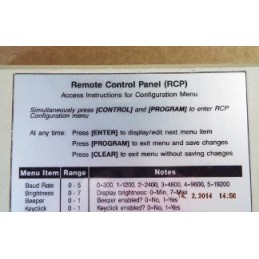 Remote Control Panel (RCP)
Access Instructions for Configuration Menu
Simultaneously press [CONTROL] and [PROGRAM] to enter RCP
Configuration menu
At any time: Press [ENTER] to display/edit next menu item
Press [PROGRAM] to exit menu and save changes
Press [CLEAR] to exit menu without saving changes
Menu Item Range Notes
Baud Rate 0 - 5 0-300, 1-1200, 2-2400, 3-4800, 4-9600, 5-19200
Brightness 0 - 7 Display brightness: 0-Min, 7-Max
Beeper 0 - 1 Beeper enabled? 0-No, 1-Yes
Keyclick 0 - 1 Keyclick enabled? 0-No, 1-Yes
2, 2014 14:50